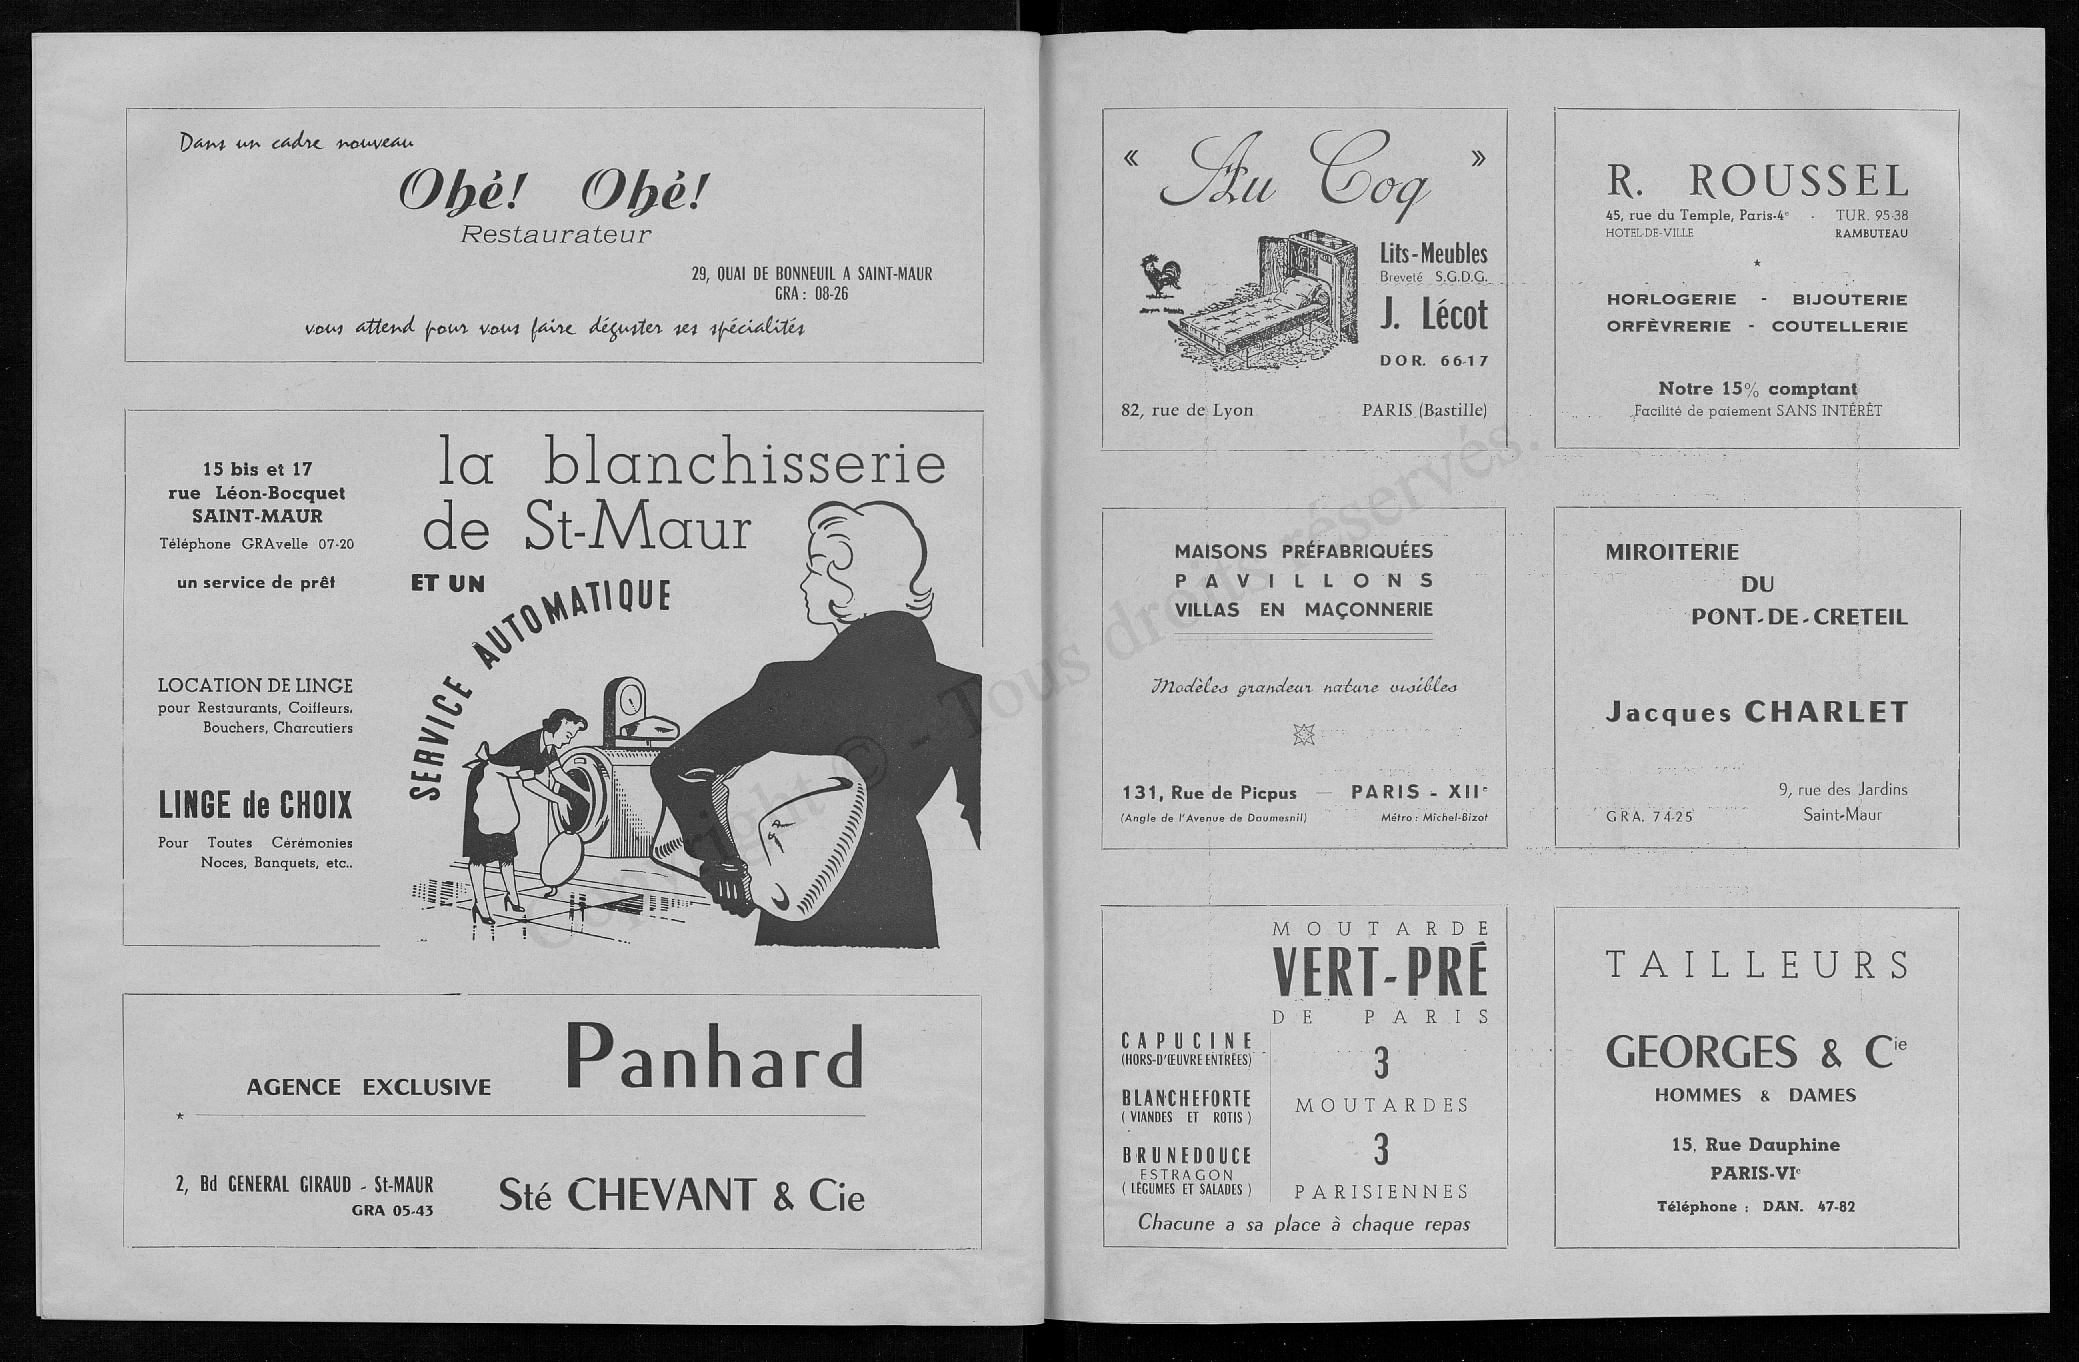 Dans un cadre nouveau
Ohè! Ohè!
Restaurateur
29, QUAI DE BONNEUIL A SAINT-MAUR
GRA : 08-26
vous attend pour vous faire déguster ses spécialités
15 bis et 17
rue Léon-Bocquet
SAINT-MAUR
Téléphone GRAvelle 07-20
un service de prêt
la blanchisserie
de St-Maur
ET UN
SERVICE AUTOMATIQUE
LOCATION DE LINGE
pour Restaurants, Coiffeurs,
Bouchers, Charcutiers
LINGE de CHOIX
Pour Toutes Cérémonies
Noces, Banquets, etc..
AGENCE EXCLUSIVE Panhard
2, Bd GENERAL GIRAUD - St-MAUR
GRA 05-43
Sté CHEVANT & Cie
« Au Coq »
Lits-Meubles
Breveté S.G.D.G.
J. Lécot
DOR. 66-17
82, rue de Lyon PARIS (Bastille)
R. ROUSSEL
45, rue du Temple, Paris-4e - TUR. 95-38
HOTEL-DE-VILLE RAMBUTEAU
HORLOGERIE - BIJOUTERIE
ORFÈVRERIE - COUTELLERIE
Notre 15% comptant
Facilité de paiement SANS INTÉRÊT
MAISONS PRÉFABRIQUÉES
PAVILLONS
VILLAS EN MAÇONNERIE
Modèles grandeur nature visibles
131, Rue de Picpus — PARIS - XIIe
(Angle de l'Avenue de Daumesnil) Métro : Michel-Bizot
MIROITERIE
DU
PONT-DE-CRETEIL
Jacques CHARLET
9, rue des Jardins
GRA. 74-25 Saint-Maur
MOUTARDE
VERT-PRÉ
DE PARIS
CAPUCINE
(HORS-D'ŒUVRE ENTRÉES)
BLANCHEFORTE
( VIANDES ET ROTIS )
BRUNEDOUCE
ESTRAGON
( LÉGUMES ET SALADES )
3
MOUTARDES
3
PARISIENNES
Chacune a sa place à chaque repas
TAILLEURS
GEORGES & Cie
HOMMES & DAMES
15, Rue Dauphine
PARIS-VIe
Téléphone : DAN. 47-82
Copyright © - Tous droits réservés.